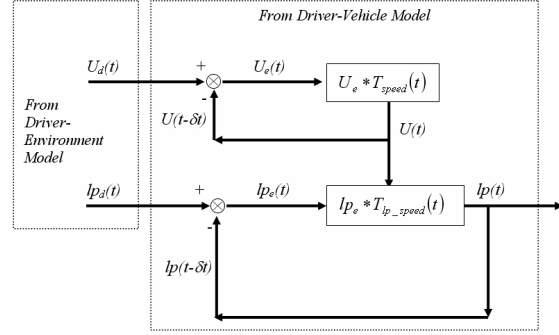 From Driver-Vehicle Model
U_d(t)
+
U_e(t)
U_e * T_speed(t)
-
U(t-δt)
U(t)
From
Driver-
Environment
Model
lp_d(t)
+
lp_e(t)
lp_e * T_lp_speed(t)
lp(t)
-
lp(t-δt)